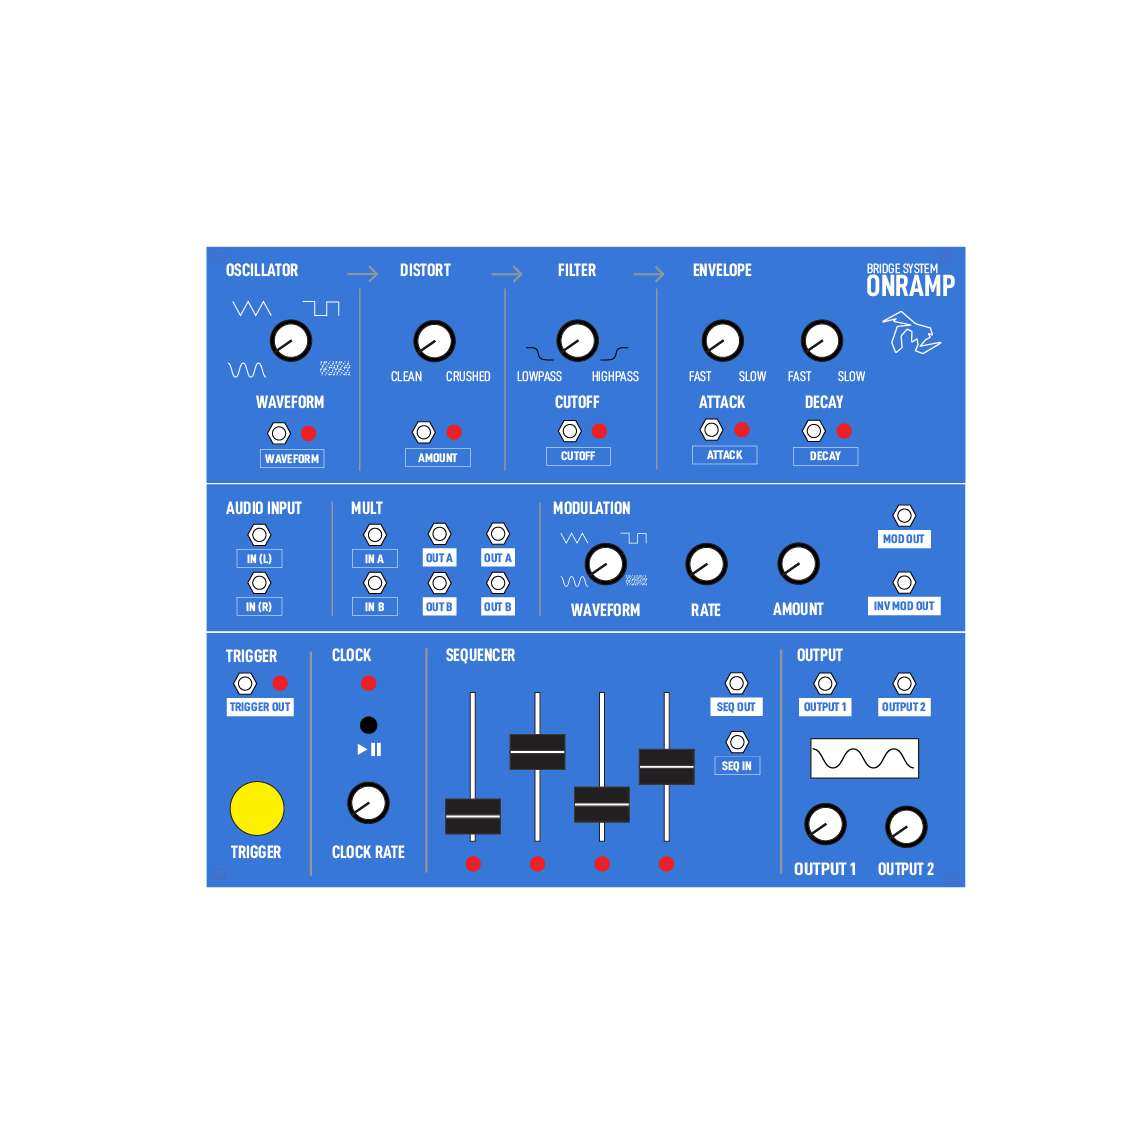 OSCILLATOR
DISTORT
FILTER
ENVELOPE
BRIDGE SYSTEM
ONRAMP
CLEAN CRUSHED
LOWPASS HIGHPASS
FAST SLOW
FAST SLOW
WAVEFORM
CUTOFF
ATTACK
DECAY
WAVEFORM
AMOUNT
CUTOFF
ATTACK
DECAY
AUDIO INPUT
MULT
MODULATION
IN (L)
IN A
OUT A
OUT A
MOD OUT
IN (R)
IN B
OUT B
OUT B
WAVEFORM
RATE
AMOUNT
INV MOD OUT
TRIGGER
CLOCK
SEQUENCER
OUTPUT
TRIGGER OUT
SEQ OUT
OUTPUT 1
OUTPUT 2
SEQ IN
TRIGGER
CLOCK RATE
OUTPUT 1
OUTPUT 2